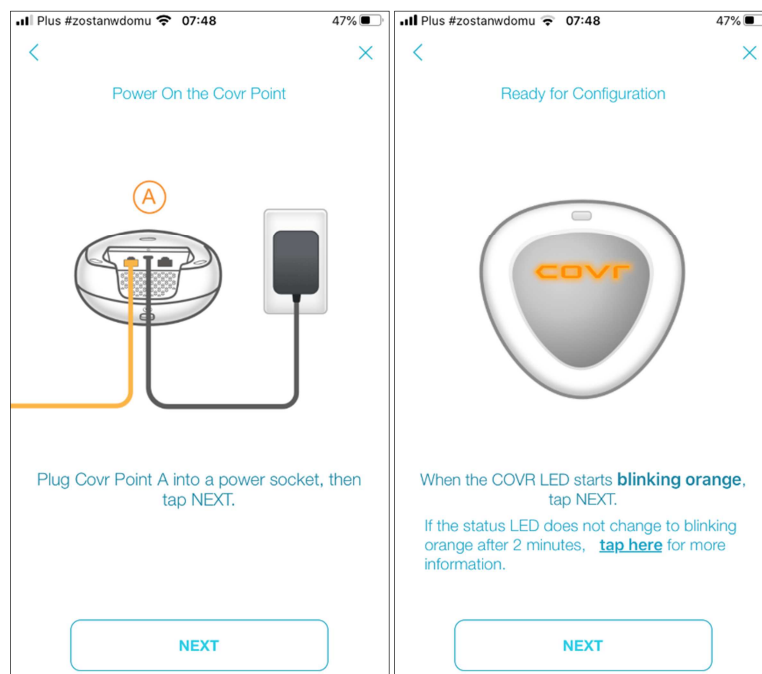 Plus #zostanwdomu 07:48 47%
Power On the Covr Point
A
Plug Covr Point A into a power socket, then
tap NEXT.
NEXT
Plus #zostanwdomu 07:48 47%
Ready for Configuration
covr
When the COVR LED starts blinking orange,
tap NEXT.
If the status LED does not change to blinking
orange after 2 minutes, tap here for more
information.
NEXT